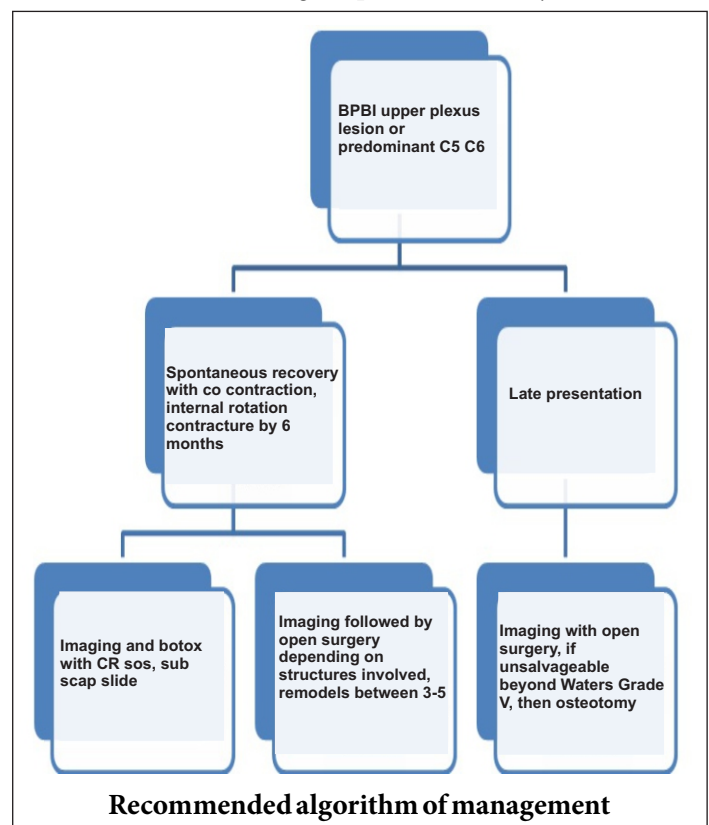 BPBI upper plexus
lesion or
predominant C5 C6
Spontaneous recovery
with co contraction,
internal rotation
contracture by 6
months
Late presentation
Imaging and botox
with CR sos, sub
scap slide
Imaging followed by
open surgery
depending on
structures involved,
remodels between 3-5
Imaging with open
surgery, if
unsalvageable
beyond Waters Grade
V, then osteotomy
Recommended algorithm of management